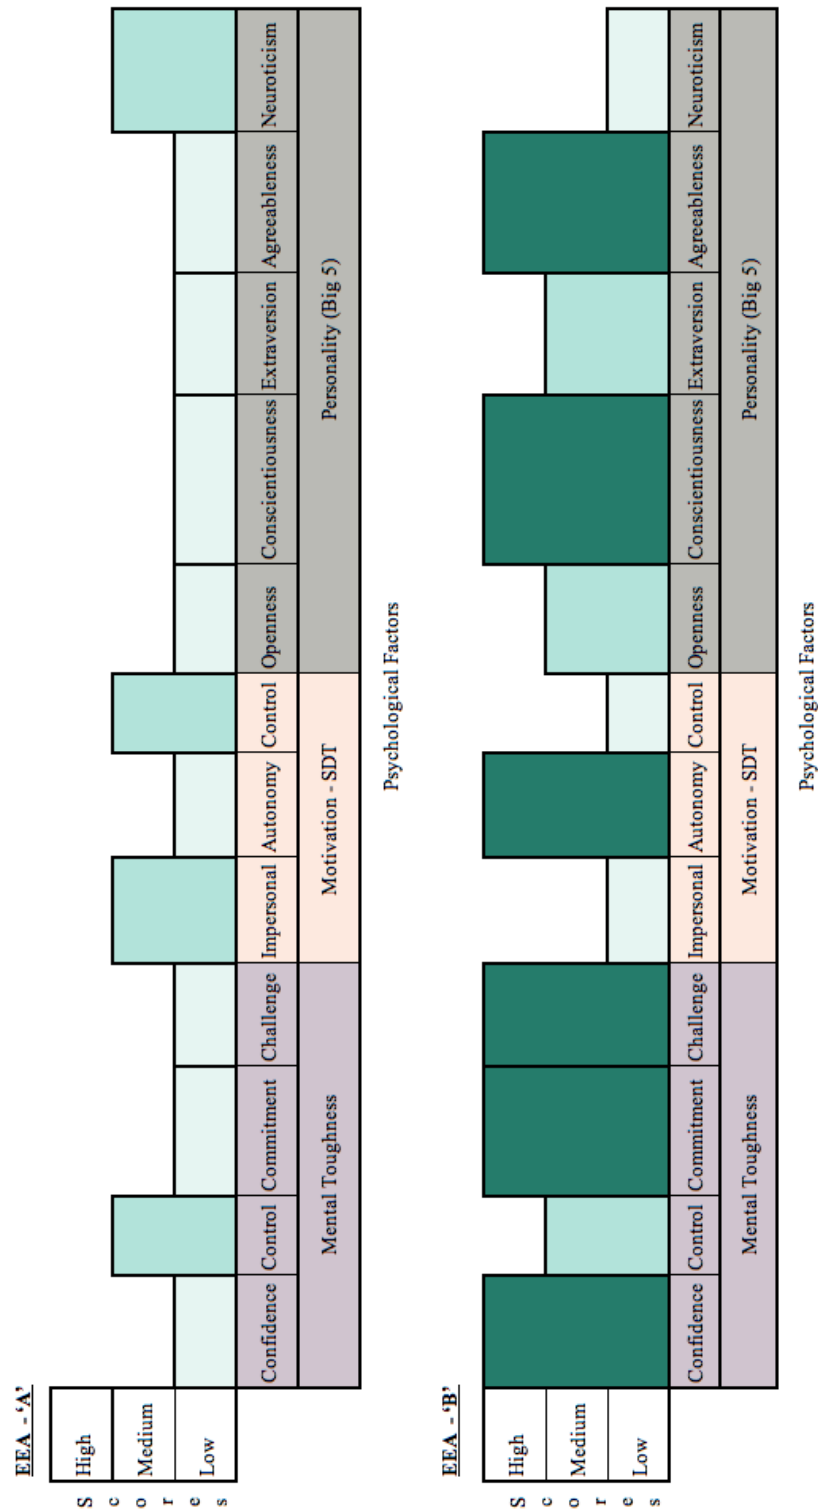 EEA - ‘A’
Scores
High
Medium
Low
Confidence Control Commitment Challenge Impersonal Autonomy Control Openness Conscientiousness Extraversion Agreeableness Neuroticism
Mental Toughness Motivation - SDT Personality (Big 5)
Psychological Factors
EEA - ‘B’
Scores
High
Medium
Low
Confidence Control Commitment Challenge Impersonal Autonomy Control Openness Conscientiousness Extraversion Agreeableness Neuroticism
Mental Toughness Motivation - SDT Personality (Big 5)
Psychological Factors